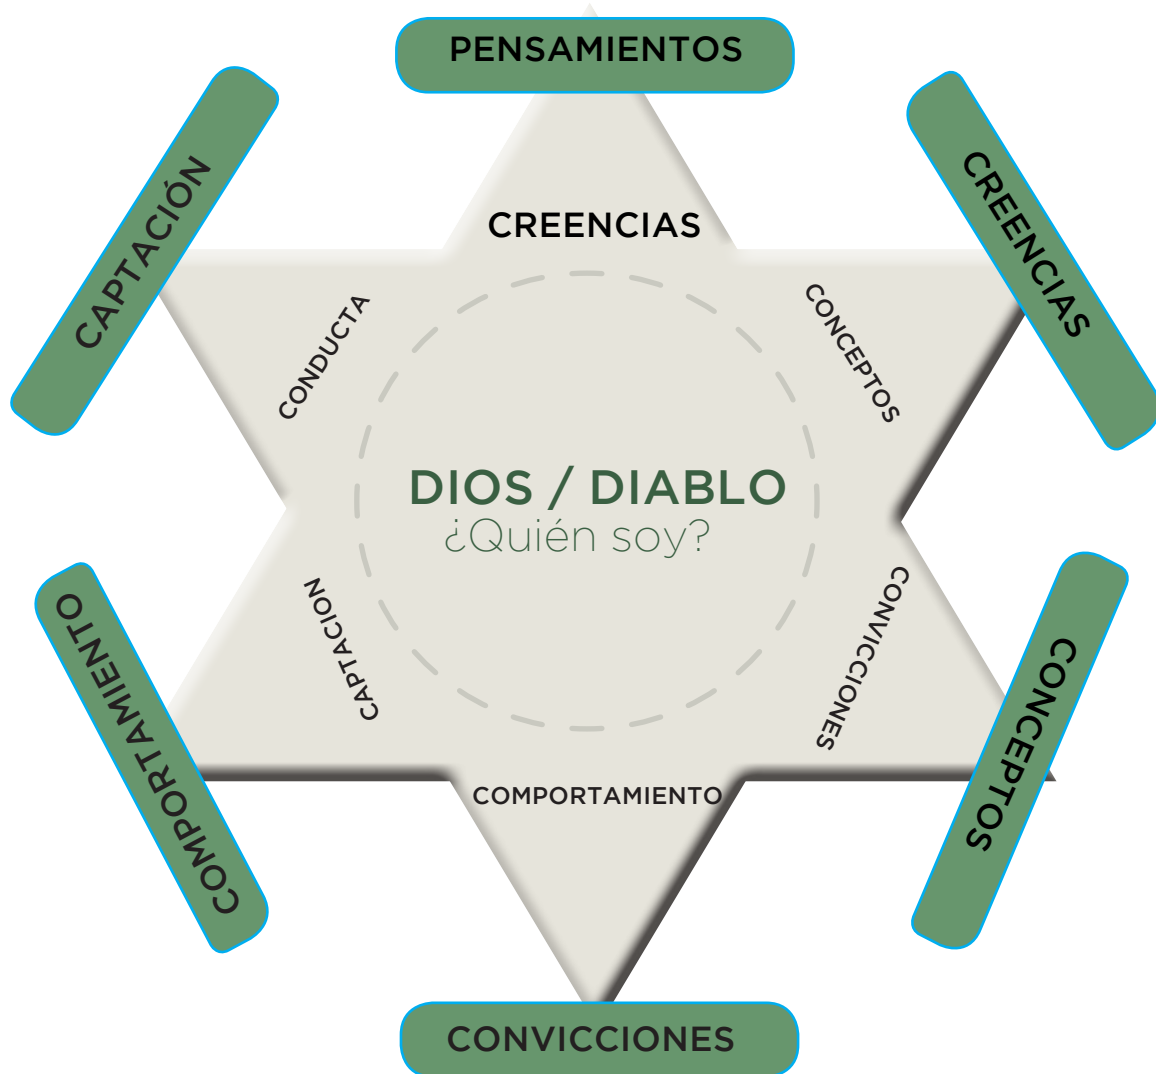 PENSAMIENTOS
CAPTACIÓN
CREENCIAS
CREENCIAS
CONDUCTA
CONCEPTOS
DIOS / DIABLO
¿Quién soy?
CAPTACION
CONVICCIONES
COMPORTAMIENTO
CONCEPTOS
COMPORTAMIENTO
CONVICCIONES